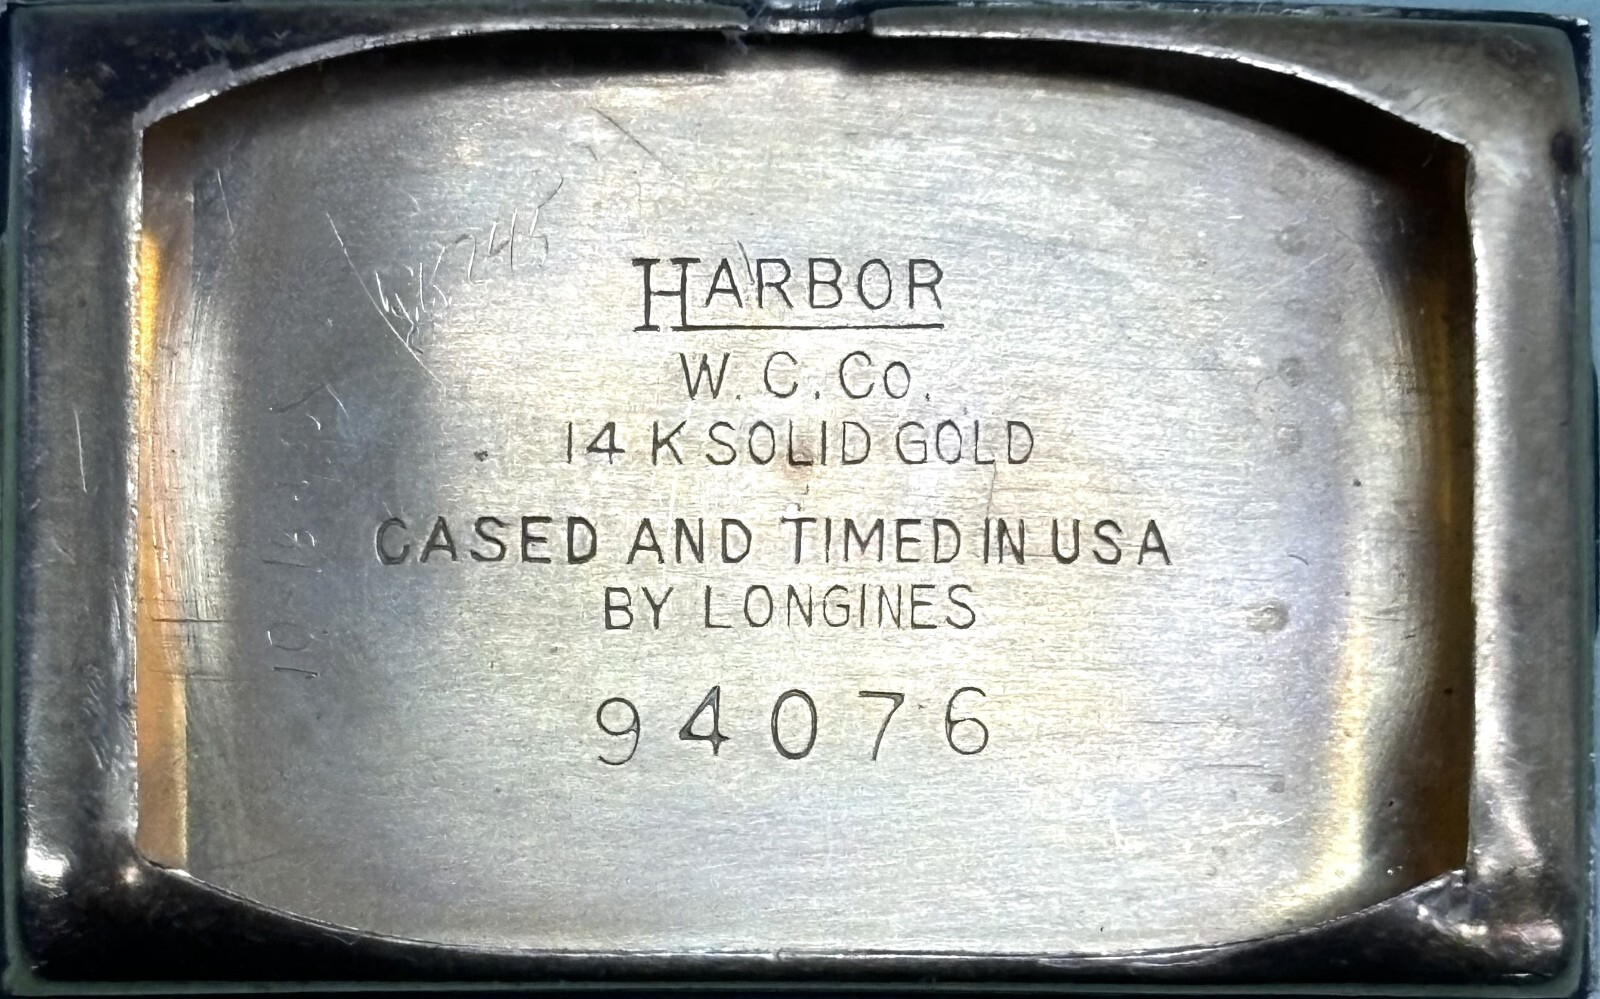 HARBOR
W. C. Co.
14 K SOLID GOLD
CASED AND TIMED IN USA
BY LONGINES
94076